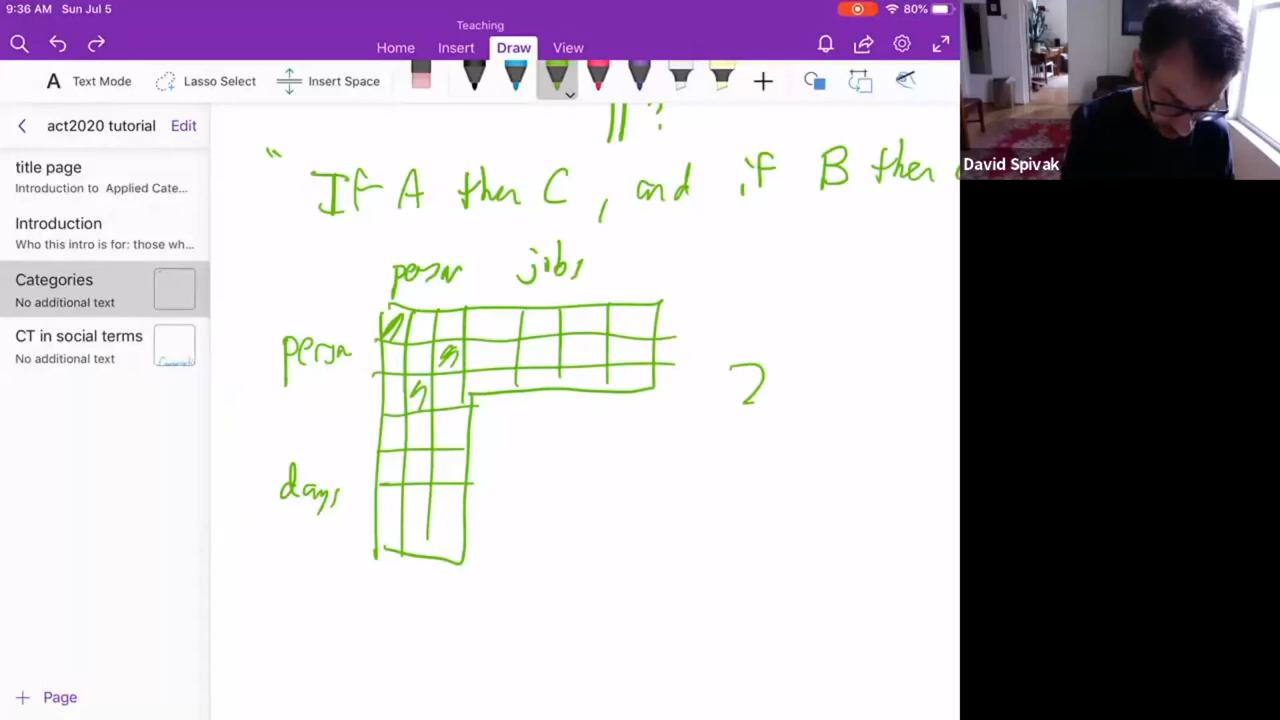 9:36 AM Sun Jul 5
80%
Teaching
Home Insert Draw View
A Text Mode Lasso Select Insert Space
act2020 tutorial Edit
title page
Introduction to Applied Cate...
Introduction
Who this intro is for: those wh...
Categories
No additional text
CT in social terms
No additional text
+ Page
?
" If A then C, and if B then
person jobs
person
2
days
David Spivak